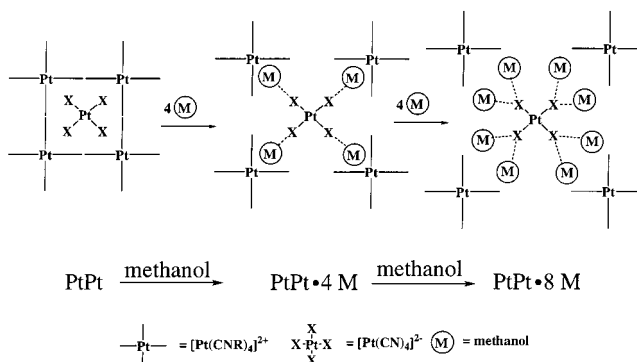 Pt Pt
X X
Pt
X X
Pt Pt
4 M
Pt Pt
M M
X X
Pt
X X
M M
Pt Pt
4 M
Pt Pt
M M
M M
X X
Pt
X X
M M
M M
Pt Pt
PtPt methanol PtPt•4 M methanol PtPt•8 M
Pt = [Pt(CNR)₄]²⁺
X
X-Pt-X = [Pt(CN)₄]²⁻
X
M = methanol